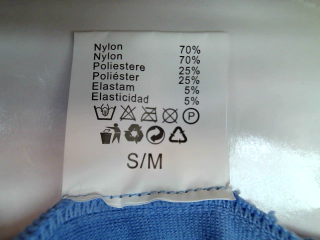 Nylon 70%
Nylon 70%
Poliestere 25%
Poliéster 25%
Elastam 5%
Elasticidad 5%
P
S/M